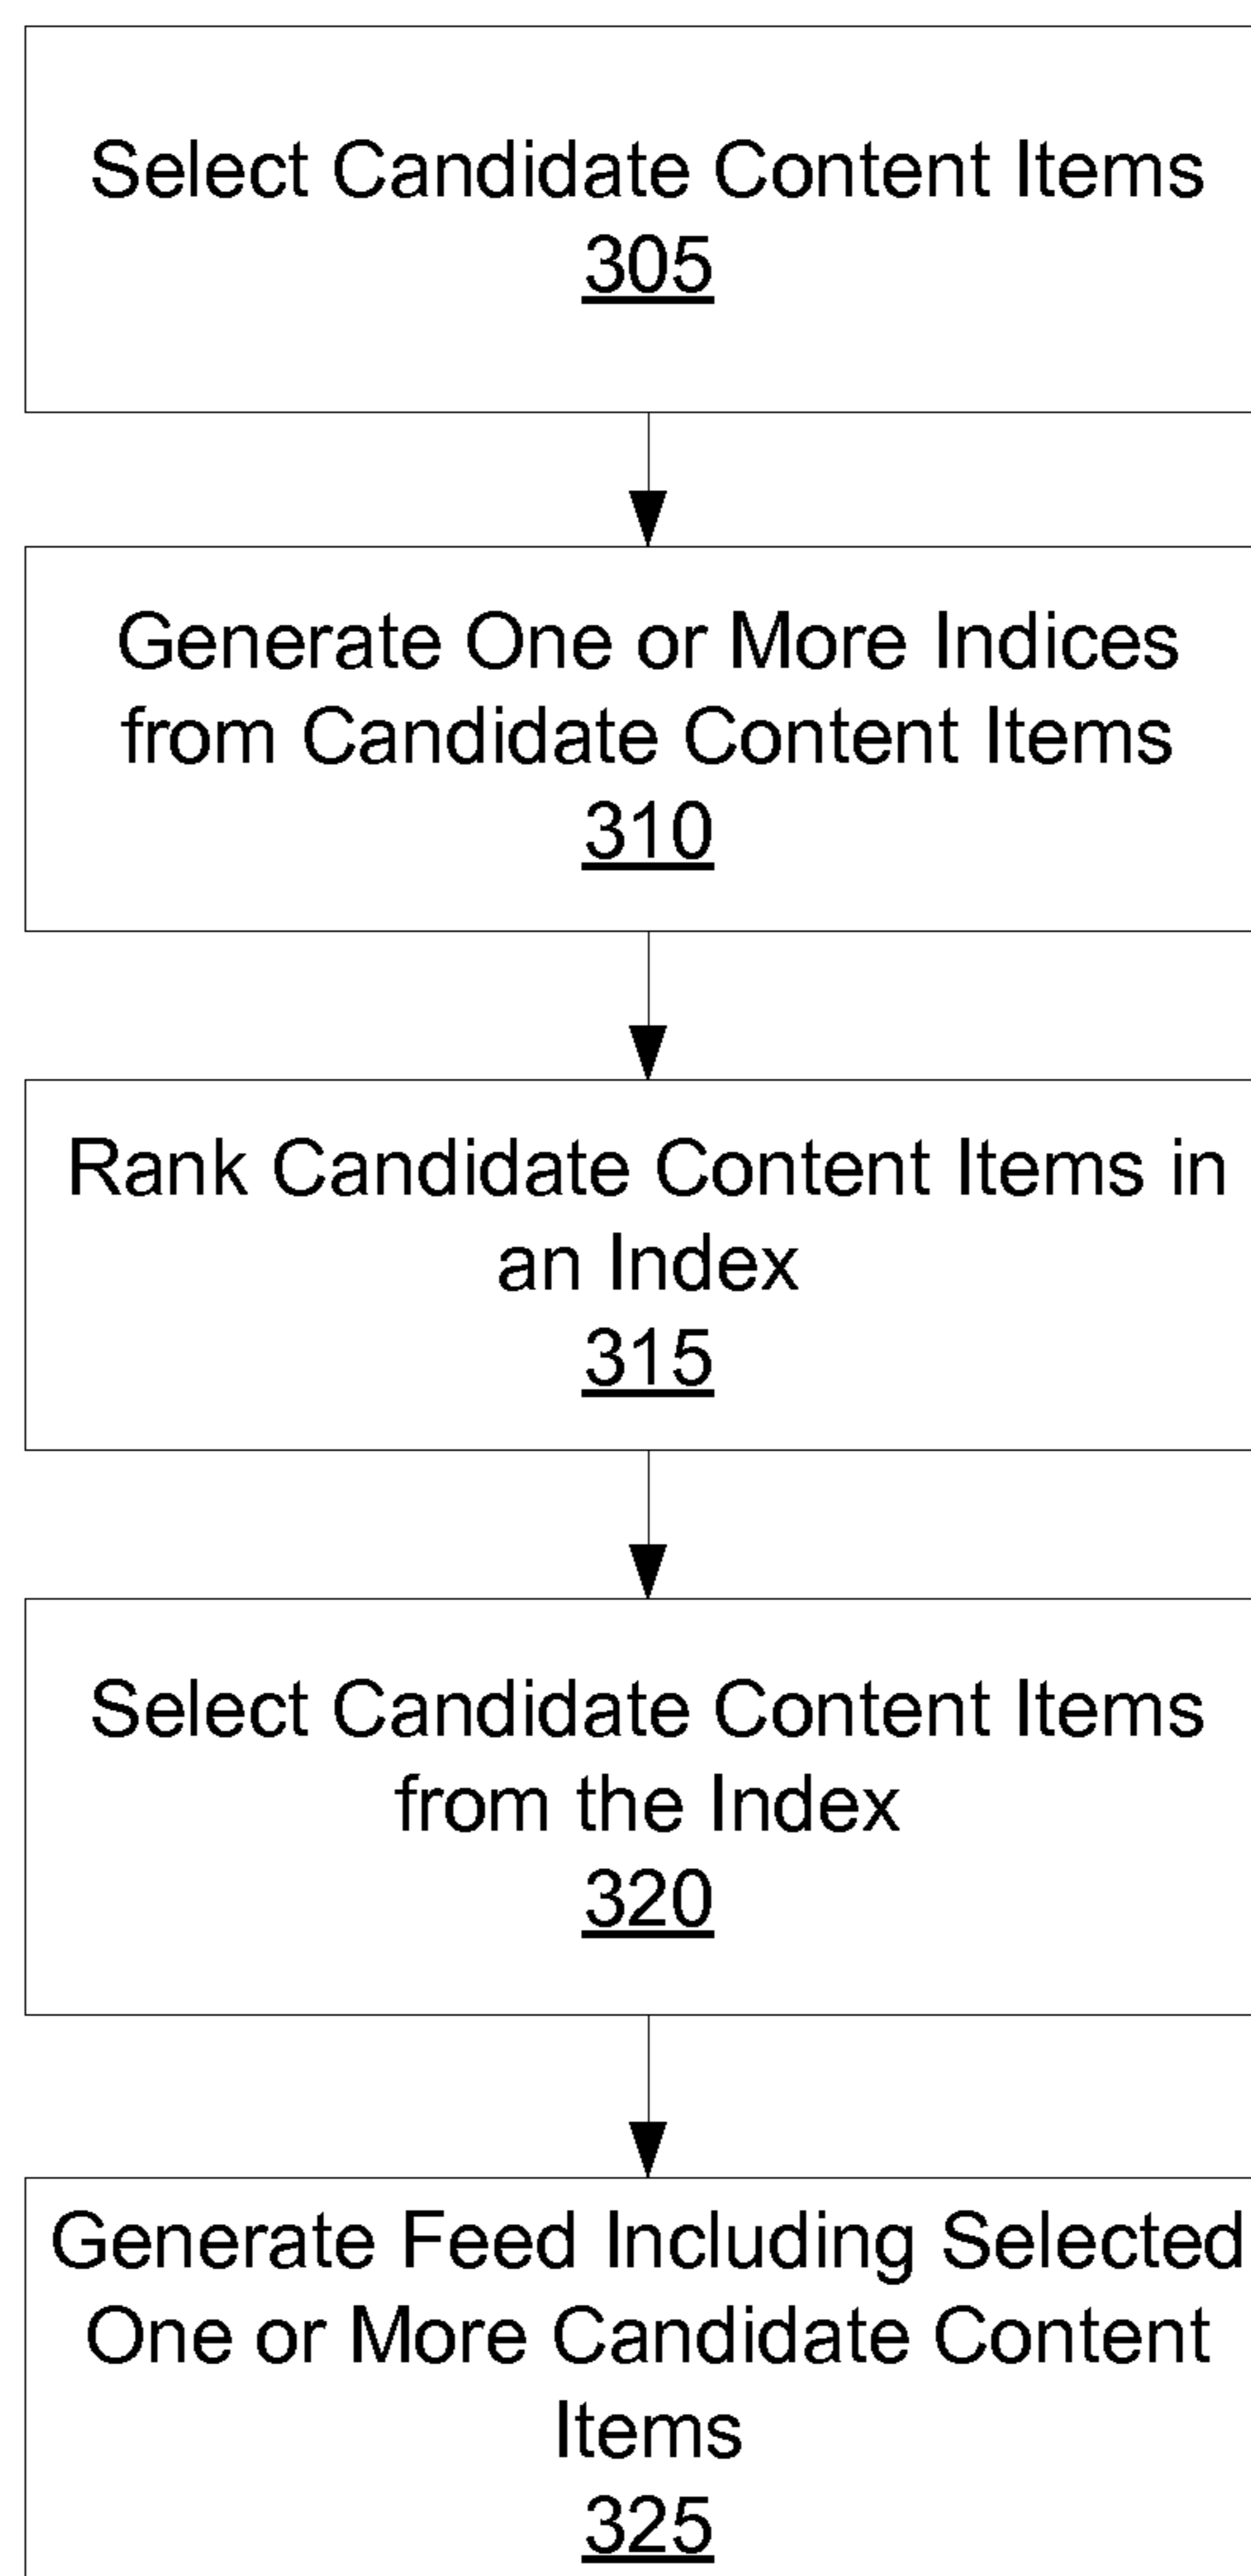 Select Candidate Content Items
305
Generate One or More Indices
from Candidate Content Items
310
Rank Candidate Content Items in
an Index
315
Select Candidate Content Items
from the Index
320
Generate Feed Including Selected
One or More Candidate Content
Items
325